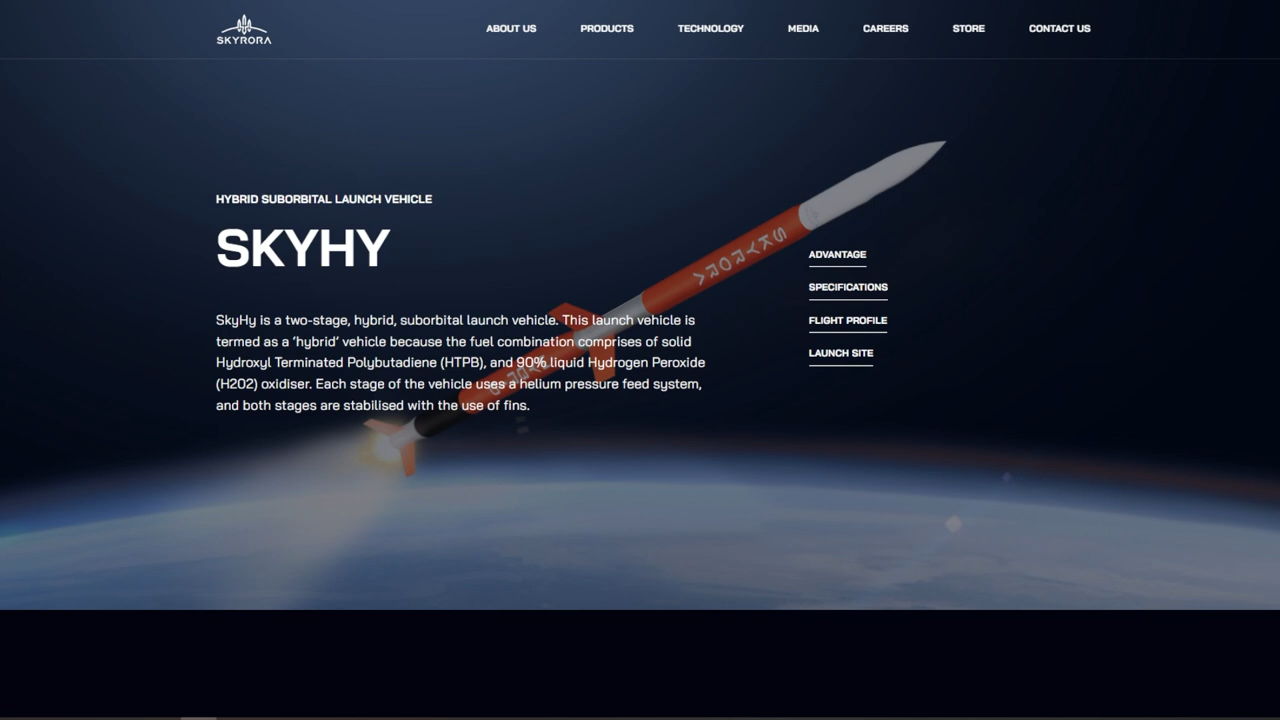 SKYRORA
ABOUT US
PRODUCTS
TECHNOLOGY
MEDIA
CAREERS
STORE
CONTACT US
HYBRID SUBORBITAL LAUNCH VEHICLE
SKYHY
SkyHy is a two-stage, hybrid, suborbital launch vehicle. This launch vehicle is
termed as a ‘hybrid’ vehicle because the fuel combination comprises of solid
Hydroxyl Terminated Polybutadiene (HTPB), and 90% liquid Hydrogen Peroxide
(H2O2) oxidiser. Each stage of the vehicle uses a helium pressure feed system,
and both stages are stabilised with the use of fins.
SKYRORA
ADVANTAGE
SPECIFICATIONS
FLIGHT PROFILE
LAUNCH SITE